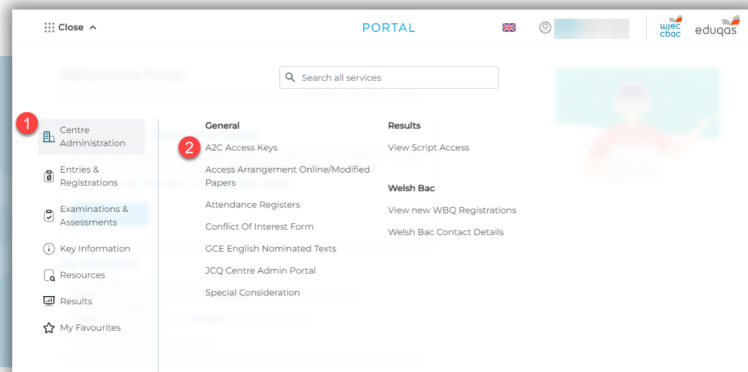 Close
PORTAL
wjec
cbac
eduqas
Search all services
1
Centre
Administration
Entries &
Registrations
Examinations &
Assessments
Key Information
Resources
Results
My Favourites
General
2
A2C Access Keys
Access Arrangement Online/Modified
Papers
Attendance Registers
Conflict Of Interest Form
GCE English Nominated Texts
JCQ Centre Admin Portal
Special Consideration
Results
View Script Access
Welsh Bac
View new WBQ Registrations
Welsh Bac Contact Details